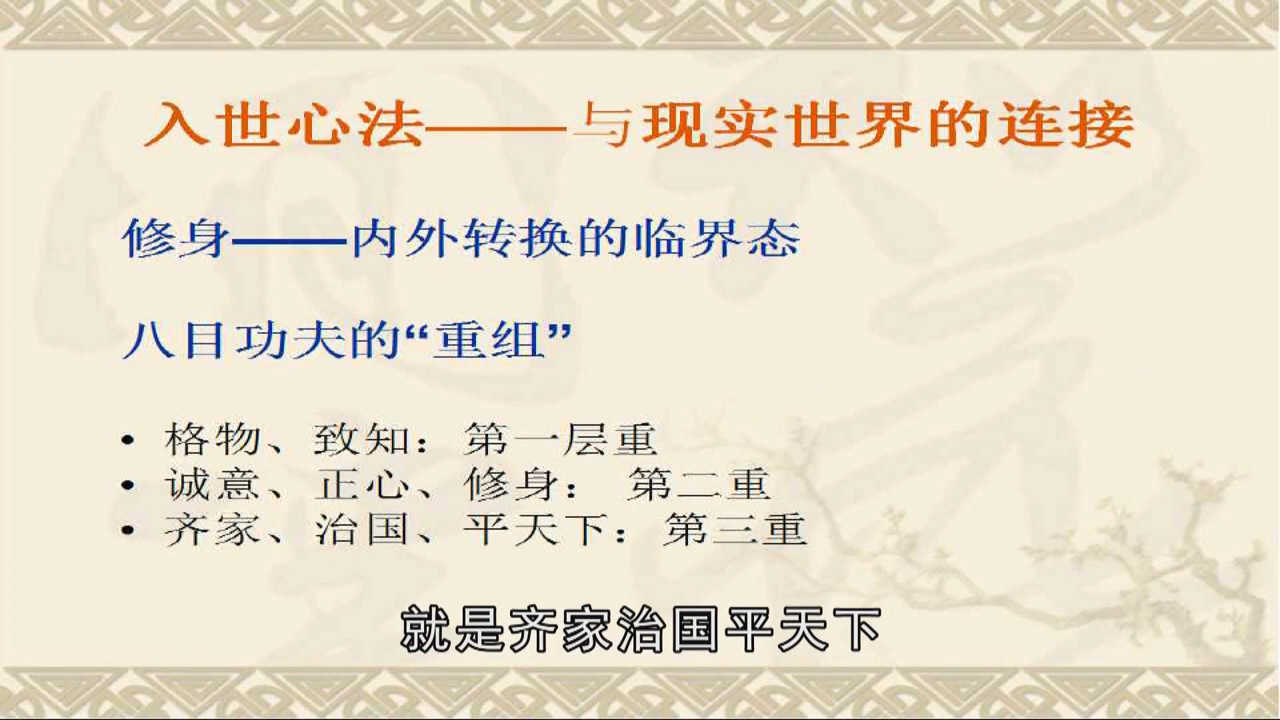 入世心法——与现实世界的连接
修身——内外转换的临界态
八目功夫的“重组”
• 格物、致知：第一层重
• 诚意、正心、修身： 第二重
• 齐家、治国、平天下：第三重
就是齐家治国平天下